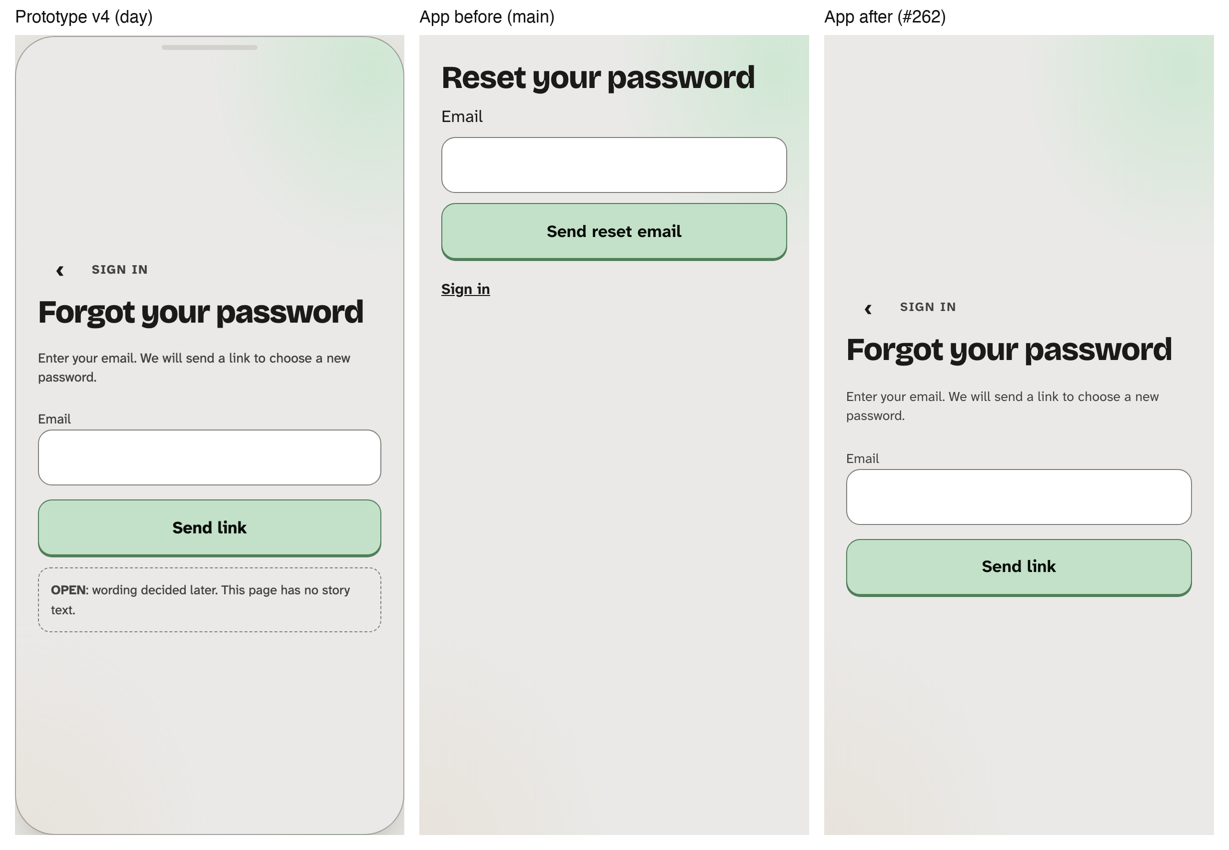 Prototype v4 (day)
‹ SIGN IN
Forgot your password
Enter your email. We will send a link to choose a new
password.
Email
Send link
OPEN: wording decided later. This page has no story
text.
App before (main)
Reset your password
Email
Send reset email
Sign in
App after (#262)
‹ SIGN IN
Forgot your password
Enter your email. We will send a link to choose a new
password.
Email
Send link